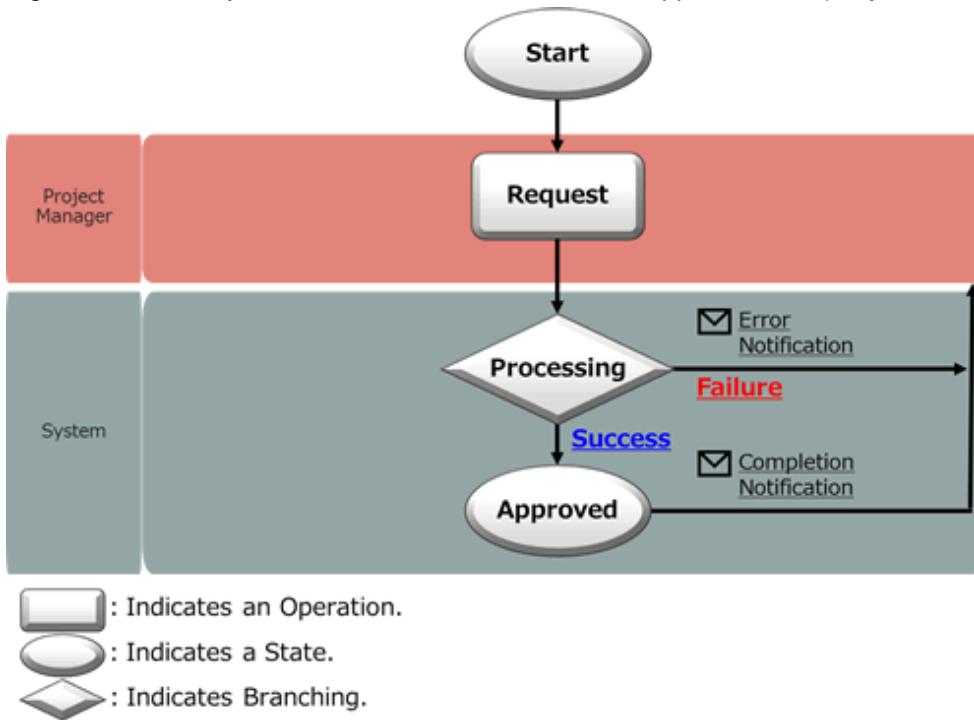 Start
Project
Manager
Request
Error
Notification
Processing
Failure
System
Success
Completion
Notification
Approved
: Indicates an Operation.
: Indicates a State.
: Indicates Branching.